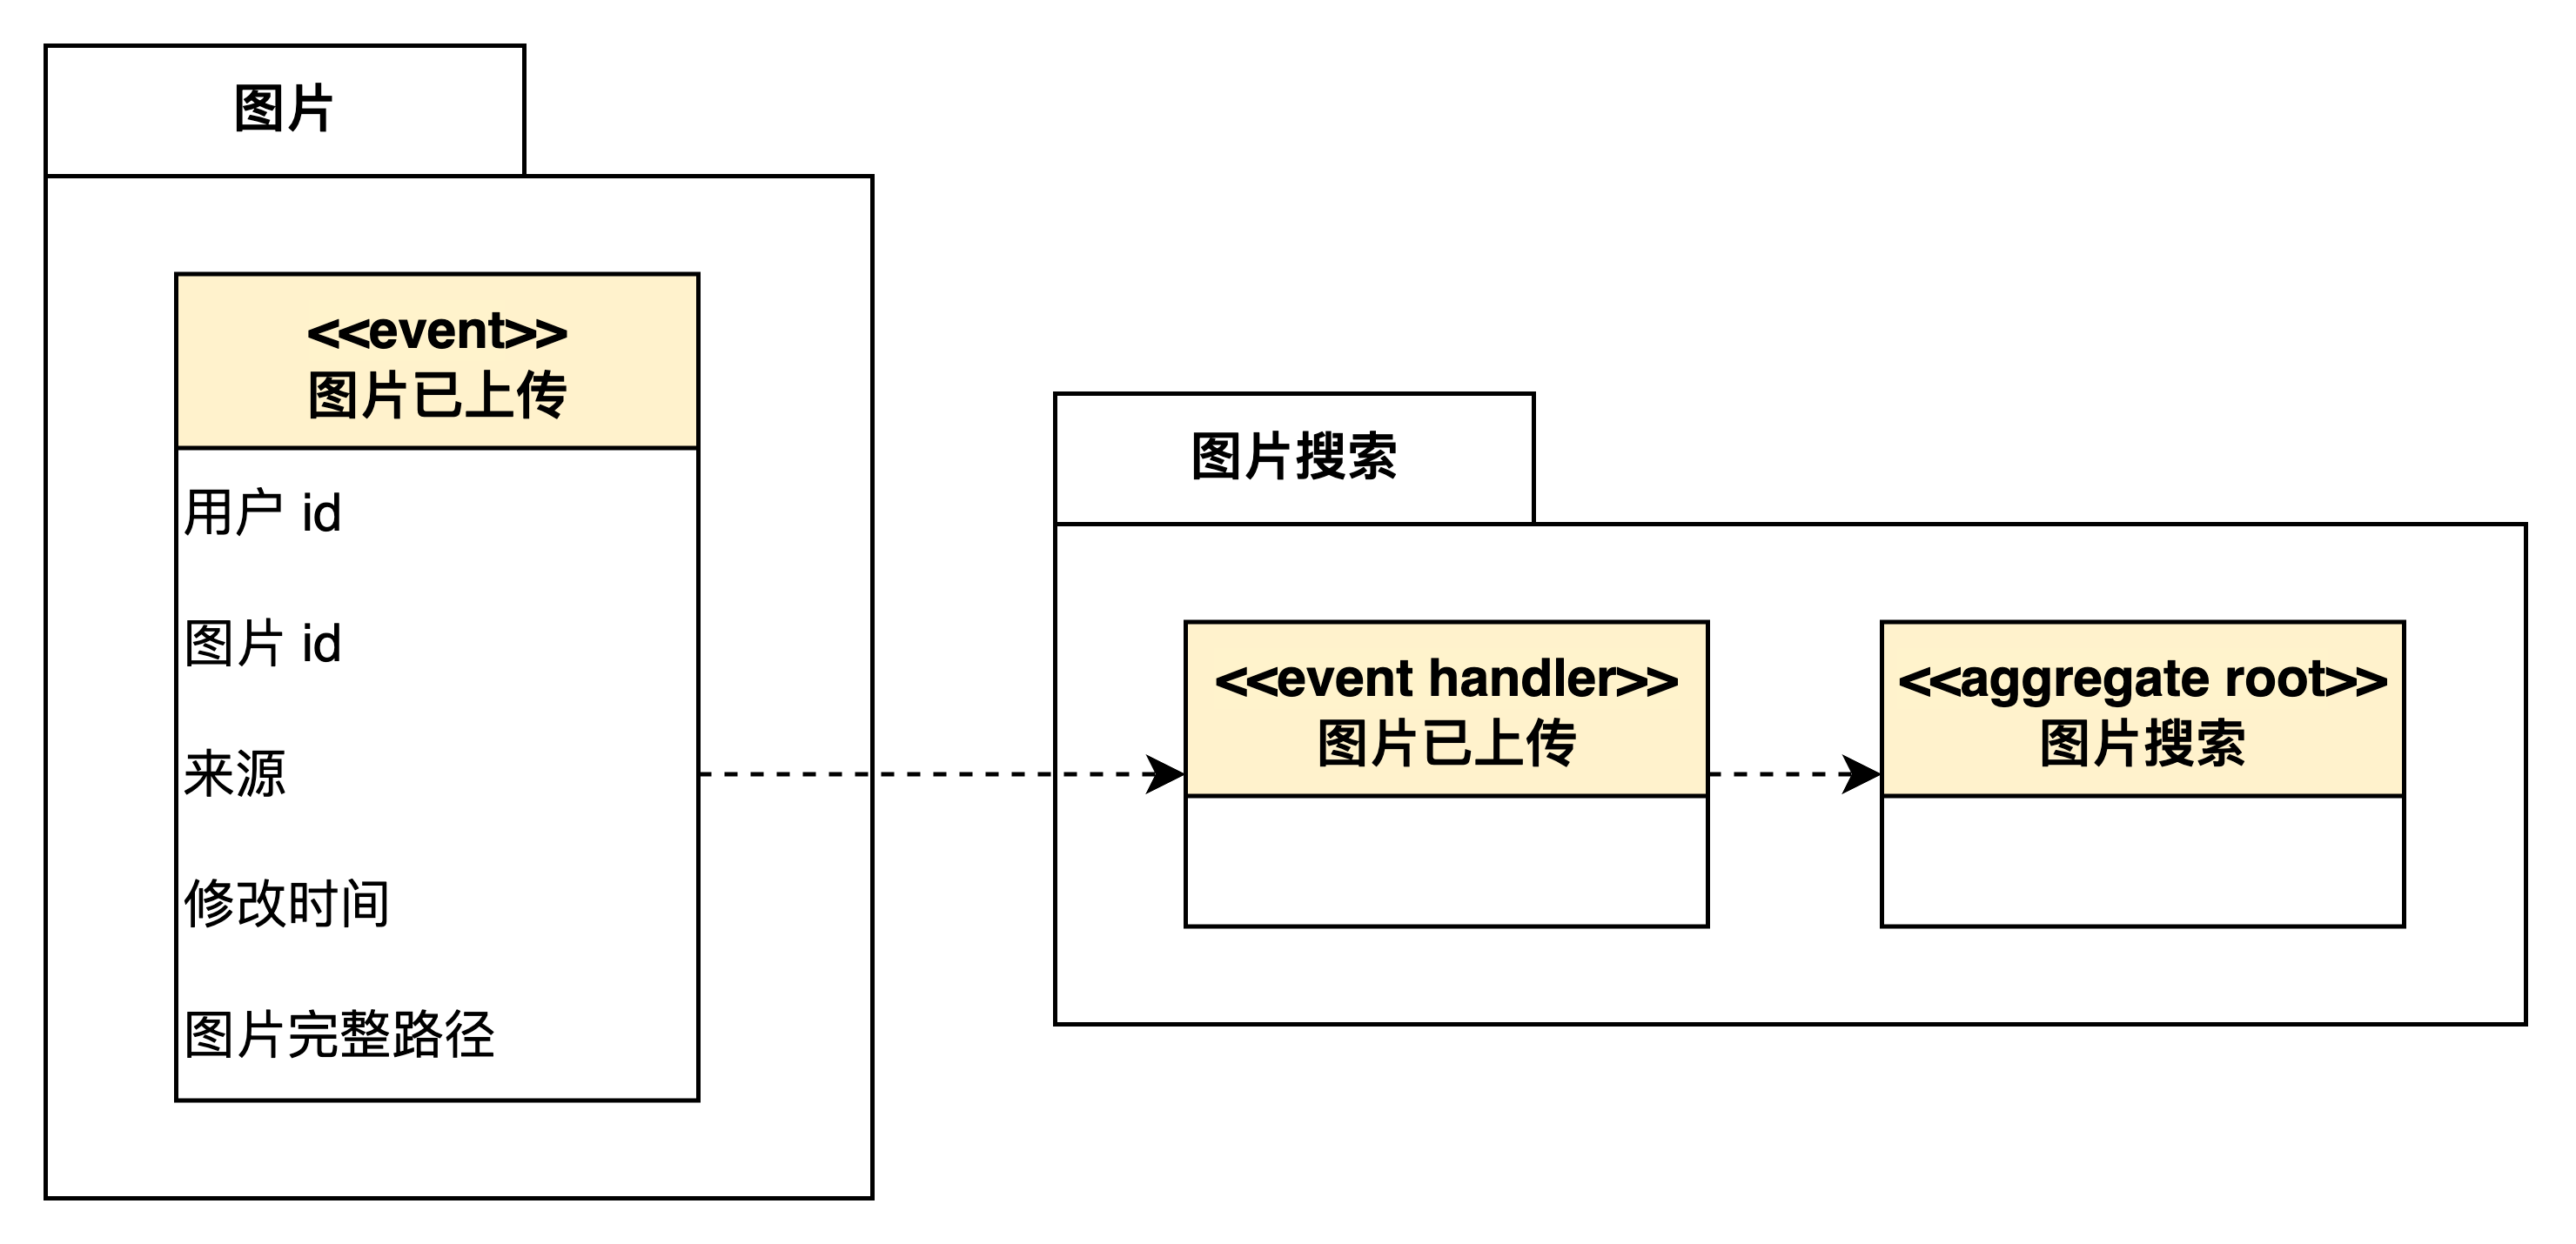 图片
<<event>>
图片已上传
用户 id
图片 id
来源
修改时间
图片完整路径
图片搜索
<<event handler>>
图片已上传
<<aggregate root>>
图片搜索